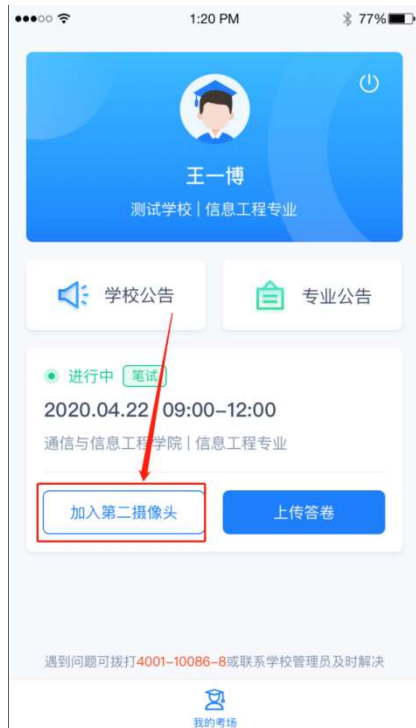 1:20 PM
77%
王一博
测试学校 | 信息工程专业
学校公告
专业公告
进行中 笔试
2020.04.22 09:00-12:00
通信与信息工程学院 | 信息工程专业
加入第二摄像头
上传答卷
遇到问题可拨打4001-10086-8或联系学校管理员及时解决
我的考场